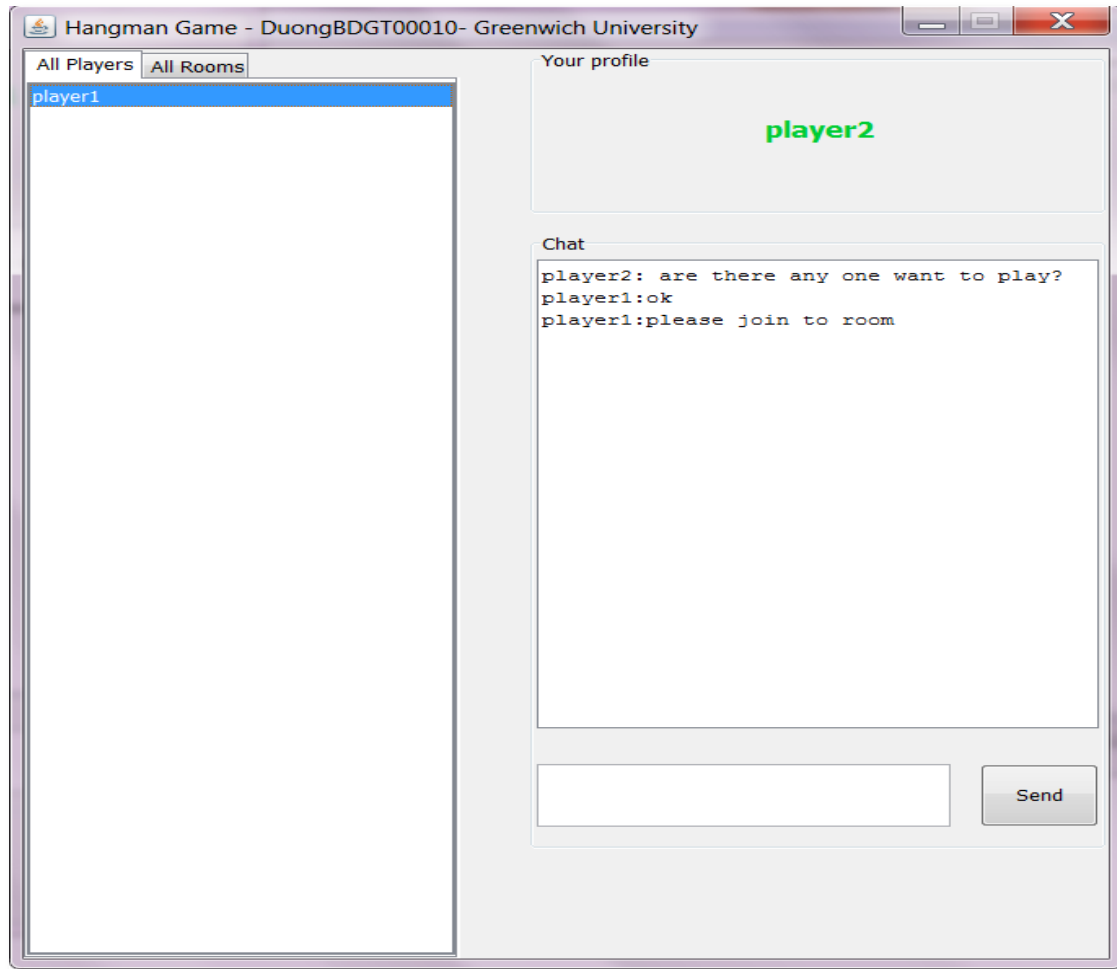 Hangman Game - DuongBDGT00010- Greenwich University
All Players
All Rooms
player1
Your profile
player2
Chat
player2: are there any one want to play?
player1:ok
player1:please join to room
Send